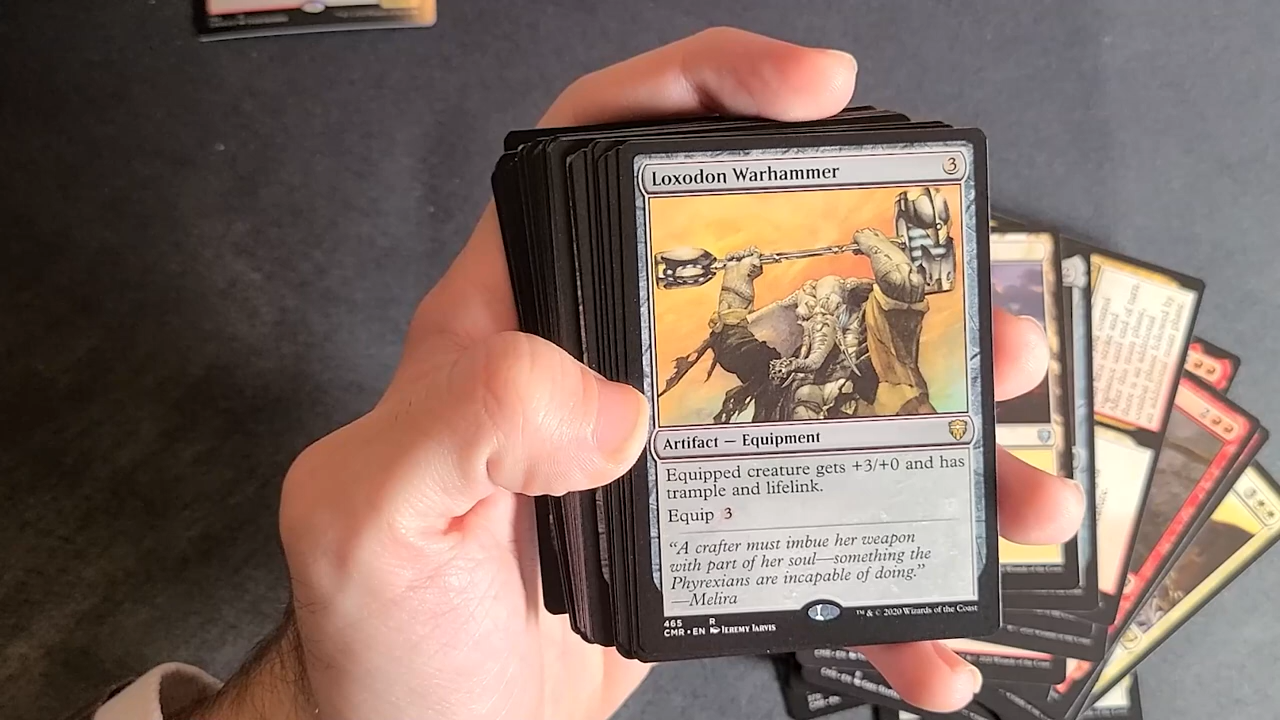 Loxodon Warhammer
3
Artifact — Equipment
Equipped creature gets +3/+0 and has
trample and lifelink.
Equip 3
"A crafter must imbue her weapon
with part of her soul—something the
Phyrexians are incapable of doing."
—Melira
465 R
CMR • EN Jeremy Jarvis
™ & © 2020 Wizards of the Coast